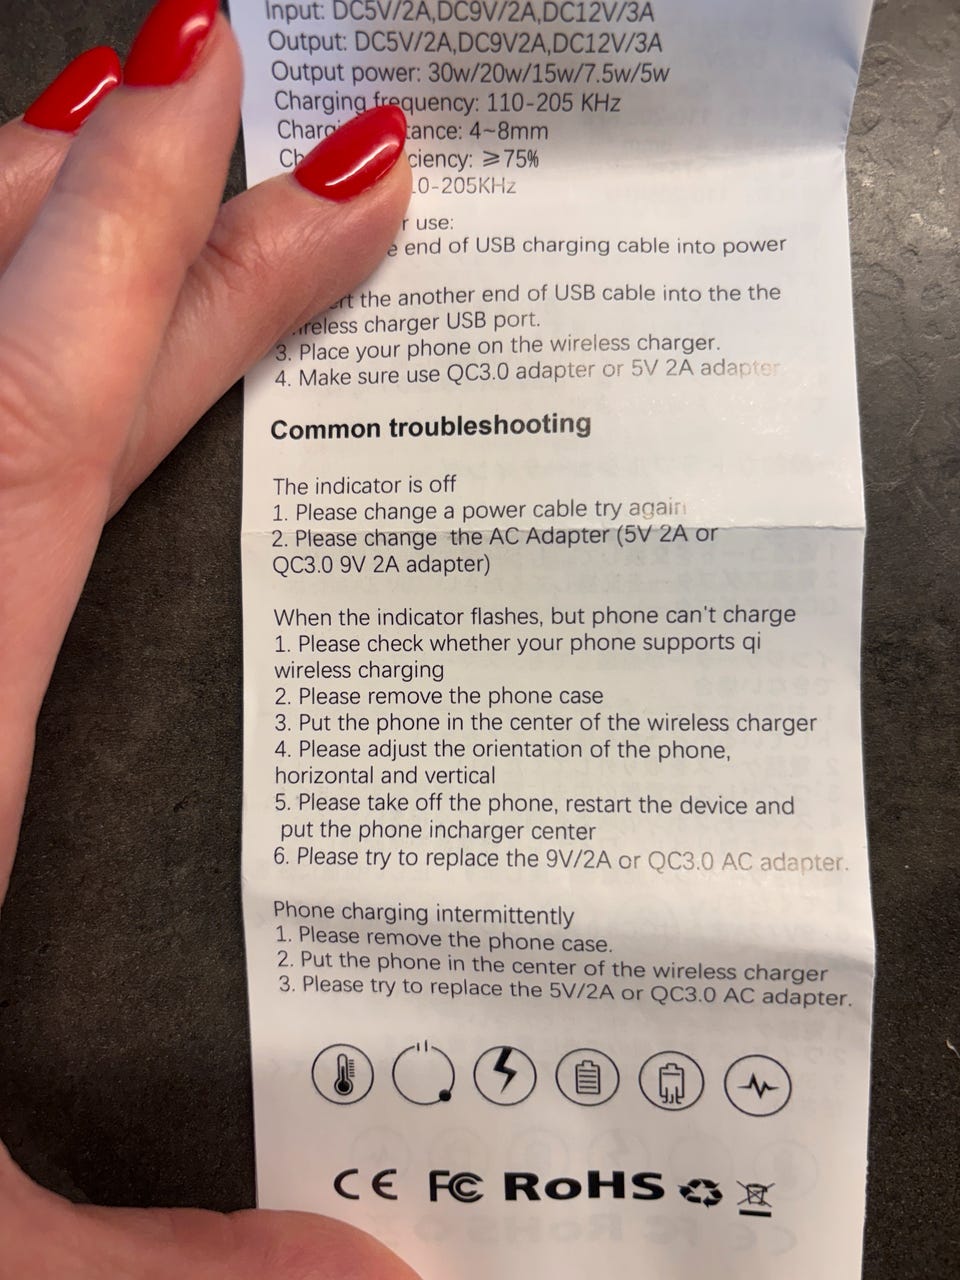 Input: DC5V/2A,DC9V/2A,DC12V/3A
Output: DC5V/2A,DC9V2A,DC12V/3A
Output power: 30w/20w/15w/7.5w/5w
Charging frequency: 110-205 KHz
4~8mm
≥75%
0-205KHz
use:
end of USB charging cable into power
the another end of USB cable into the the
charger USB port.
3. Place your phone on the wireless charger.
4. Make sure use QC3.0 adapter or 5V 2A adapter
Common troubleshooting
The indicator is off
1. Please change a power cable try again
2. Please change the AC Adapter (5V 2A or
QC3.0 9V 2A adapter)
When the indicator flashes, but phone can't charge
1. Please check whether your phone supports qi
wireless charging
2. Please remove the phone case
3. Put the phone in the center of the wireless charger
4. Please adjust the orientation of the phone,
horizontal and vertical
5. Please take off the phone, restart the device and
put the phone incharger center
6. Please try to replace the 9V/2A or QC3.0 AC adapter.
Phone charging intermittently
1. Please remove the phone case.
2. Put the phone in the center of the wireless charger
3. Please try to replace the 5V/2A or QC3.0 AC adapter.
CE FC RoHS